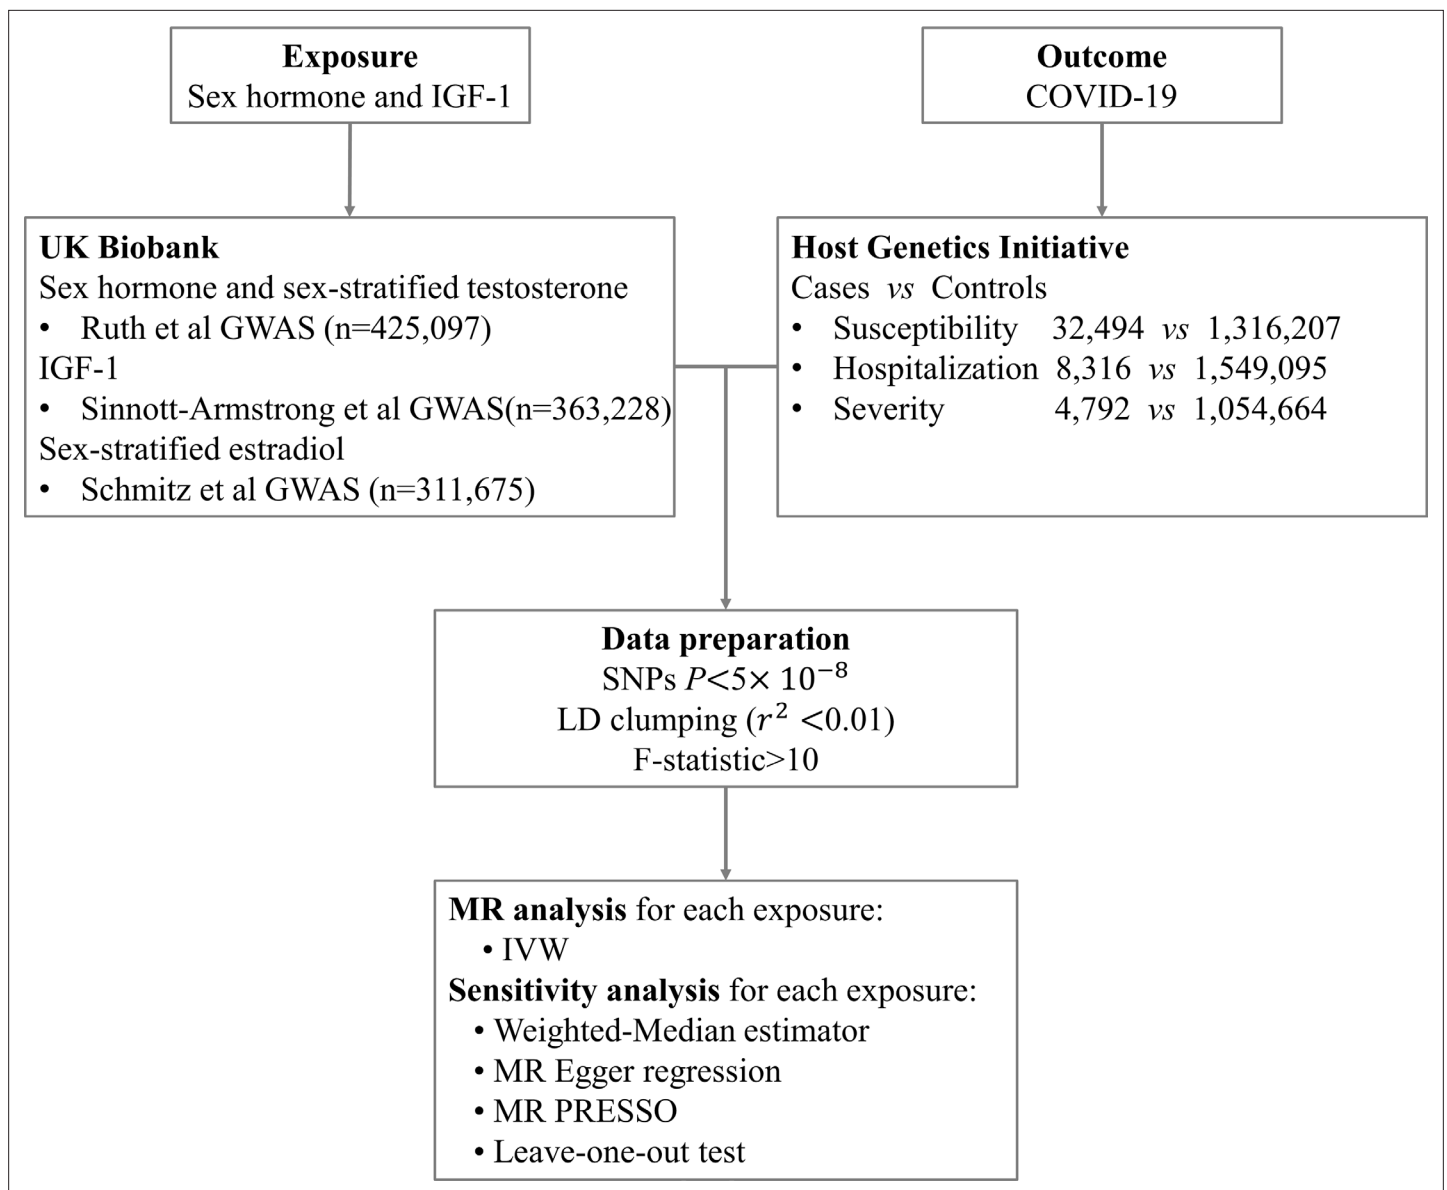 Exposure
Sex hormone and IGF-1
Outcome
COVID-19
UK Biobank
Sex hormone and sex-stratified testosterone
• Ruth et al GWAS (n=425,097)
IGF-1
• Sinnott-Armstrong et al GWAS(n=363,228)
Sex-stratified estradiol
• Schmitz et al GWAS (n=311,675)
Host Genetics Initiative
Cases vs Controls
• Susceptibility 32,494 vs 1,316,207
• Hospitalization 8,316 vs 1,549,095
• Severity 4,792 vs 1,054,664
Data preparation
SNPs P<5× 10⁻⁸
LD clumping (r² <0.01)
F-statistic>10
MR analysis for each exposure:
• IVW
Sensitivity analysis for each exposure:
• Weighted-Median estimator
• MR Egger regression
• MR PRESSO
• Leave-one-out test